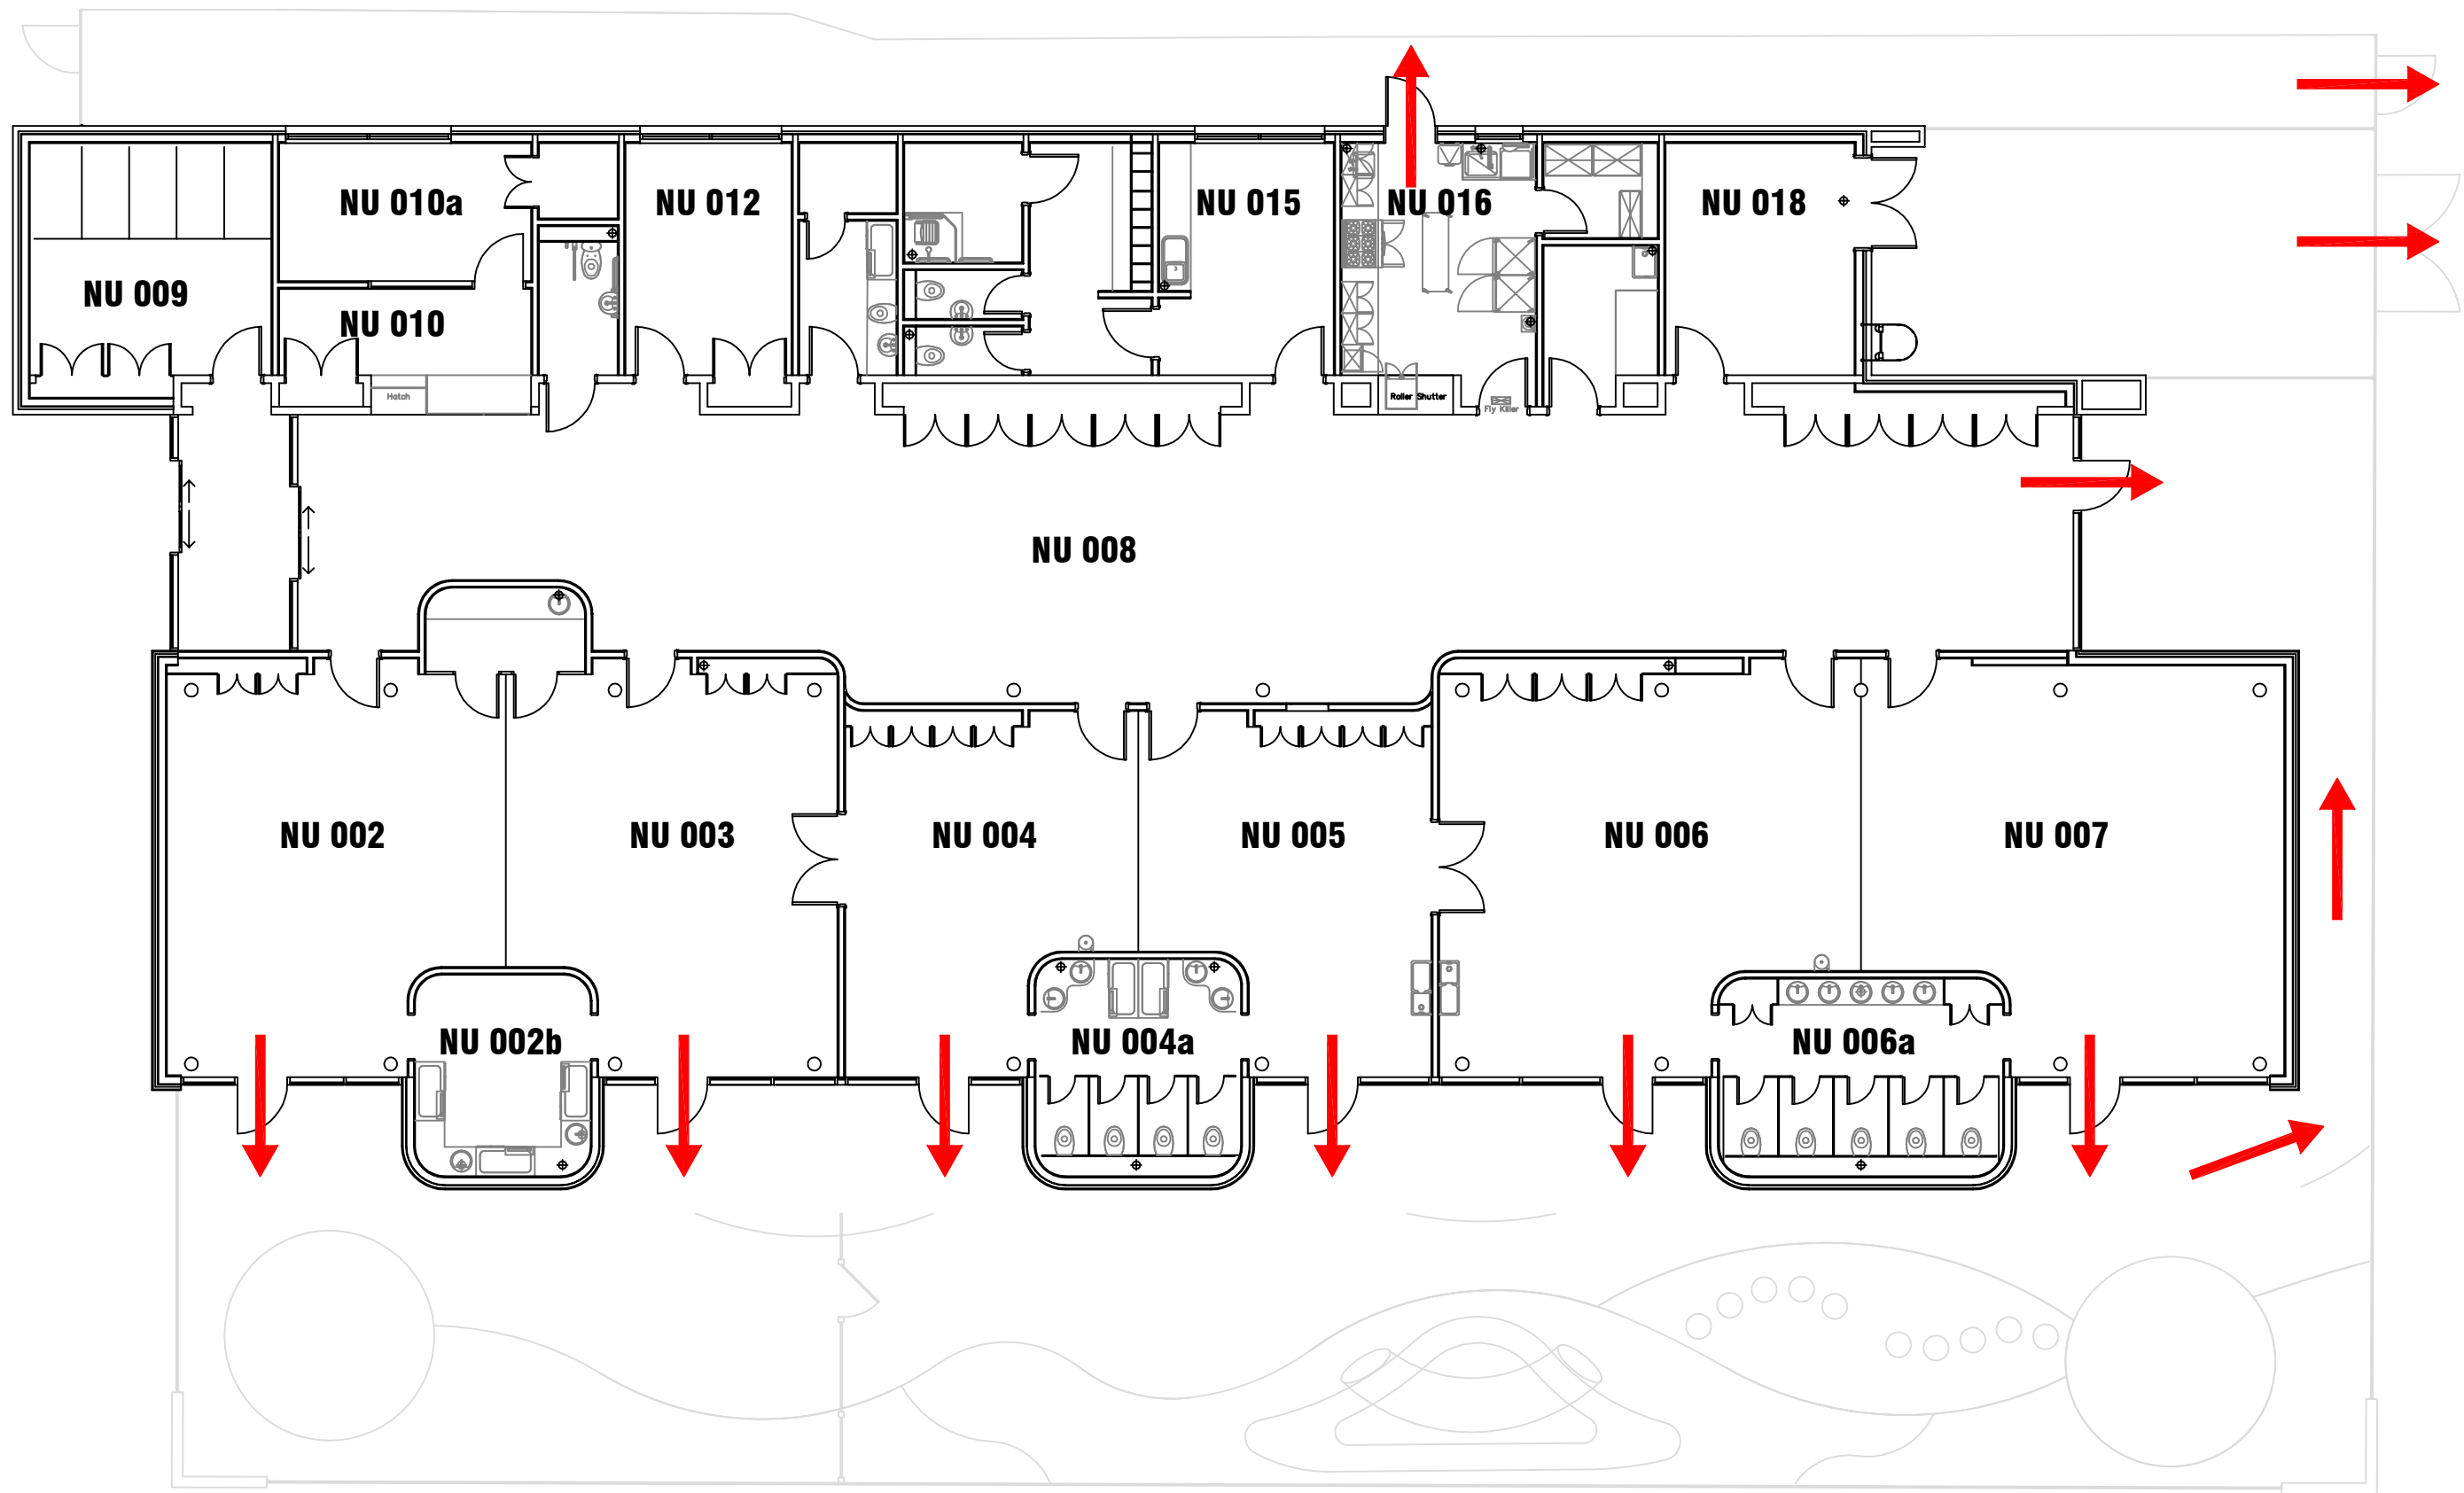 NU 010a
NU 012
NU 015
NU 016
NU 018
NU 009
NU 010
Hatch
Roller Shutter
Fly Killer
NU 008
NU 002
NU 003
NU 004
NU 005
NU 006
NU 007
NU 002b
NU 004a
NU 006a